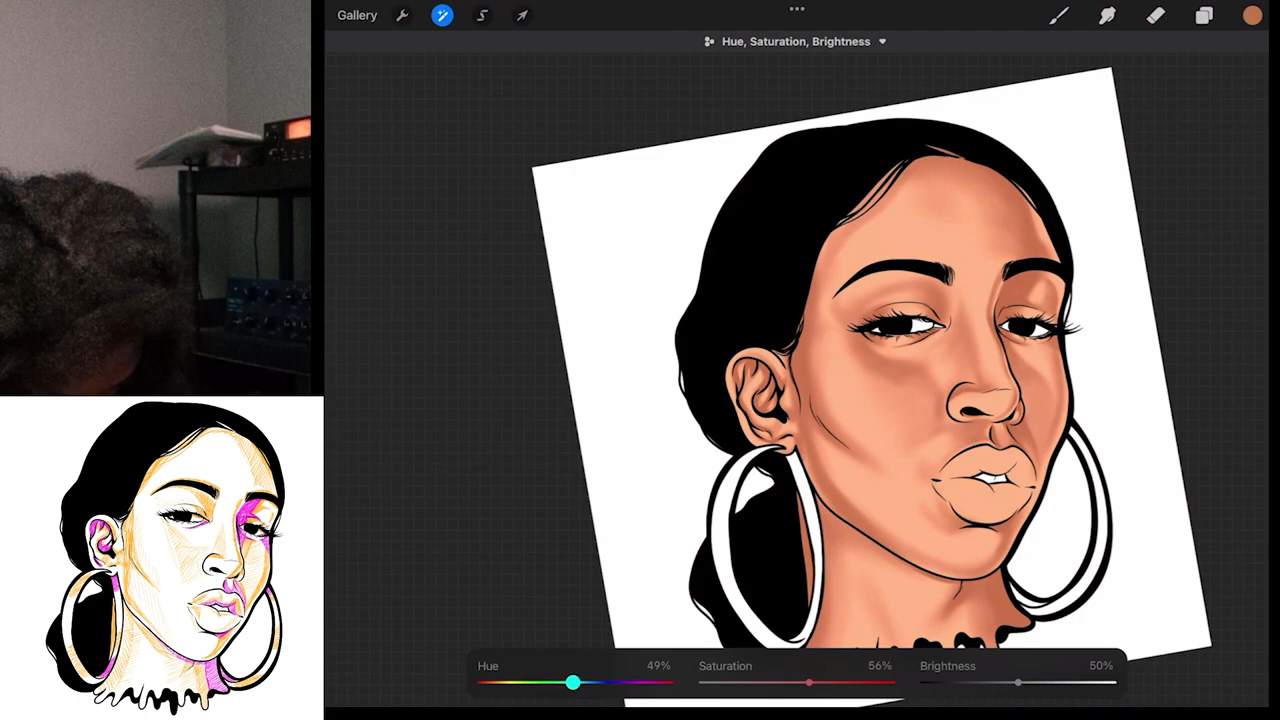 Gallery
Hue, Saturation, Brightness
Hue 49% Saturation 56% Brightness 50%